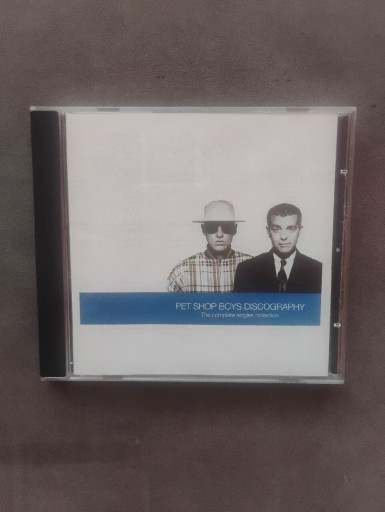 PET SHOP BOYS DISCOGRAPHY
The complete singles collection